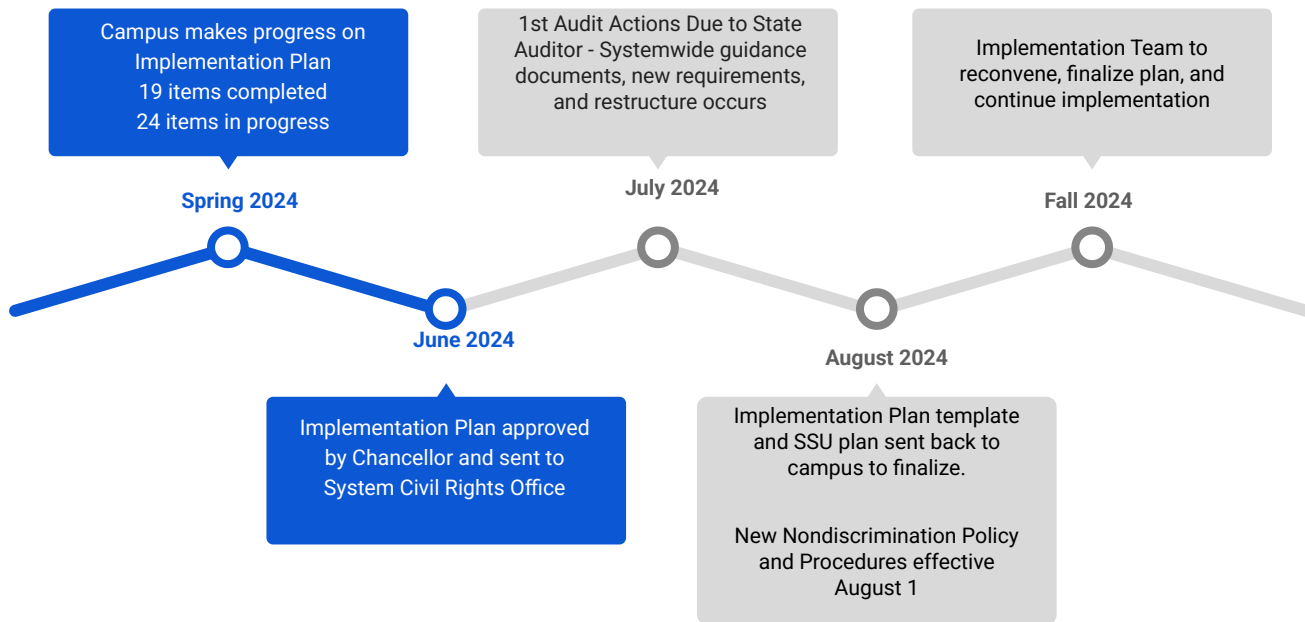 Campus makes progress on
Implementation Plan
19 items completed
24 items in progress
Spring 2024
June 2024
Implementation Plan approved
by Chancellor and sent to
System Civil Rights Office
1st Audit Actions Due to State
Auditor - Systemwide guidance
documents, new requirements,
and restructure occurs
July 2024
August 2024
Implementation Plan template
and SSU plan sent back to
campus to finalize.
New Nondiscrimination Policy
and Procedures effective
August 1
Implementation Team to
reconvene, finalize plan, and
continue implementation
Fall 2024